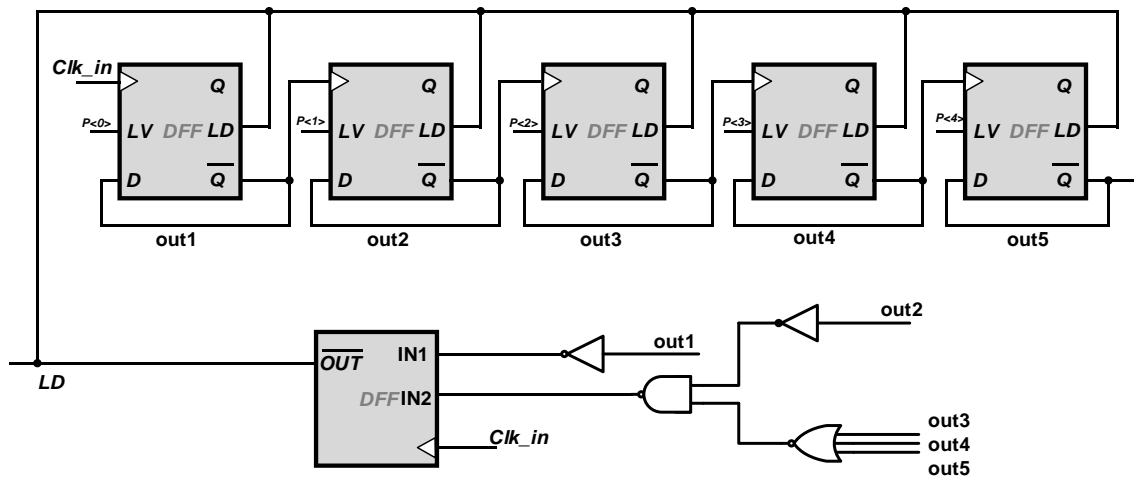 Clk_in
Q Q Q Q Q
P<0> LV DFF LD P<1> LV DFF LD P<2> LV DFF LD P<3> LV DFF LD P<4> LV DFF LD
D Q D Q D Q D Q D Q
out1 out2 out3 out4 out5
out2
OUT IN1 out1
LD
DFF IN2
out3
Clk_in out4
out5